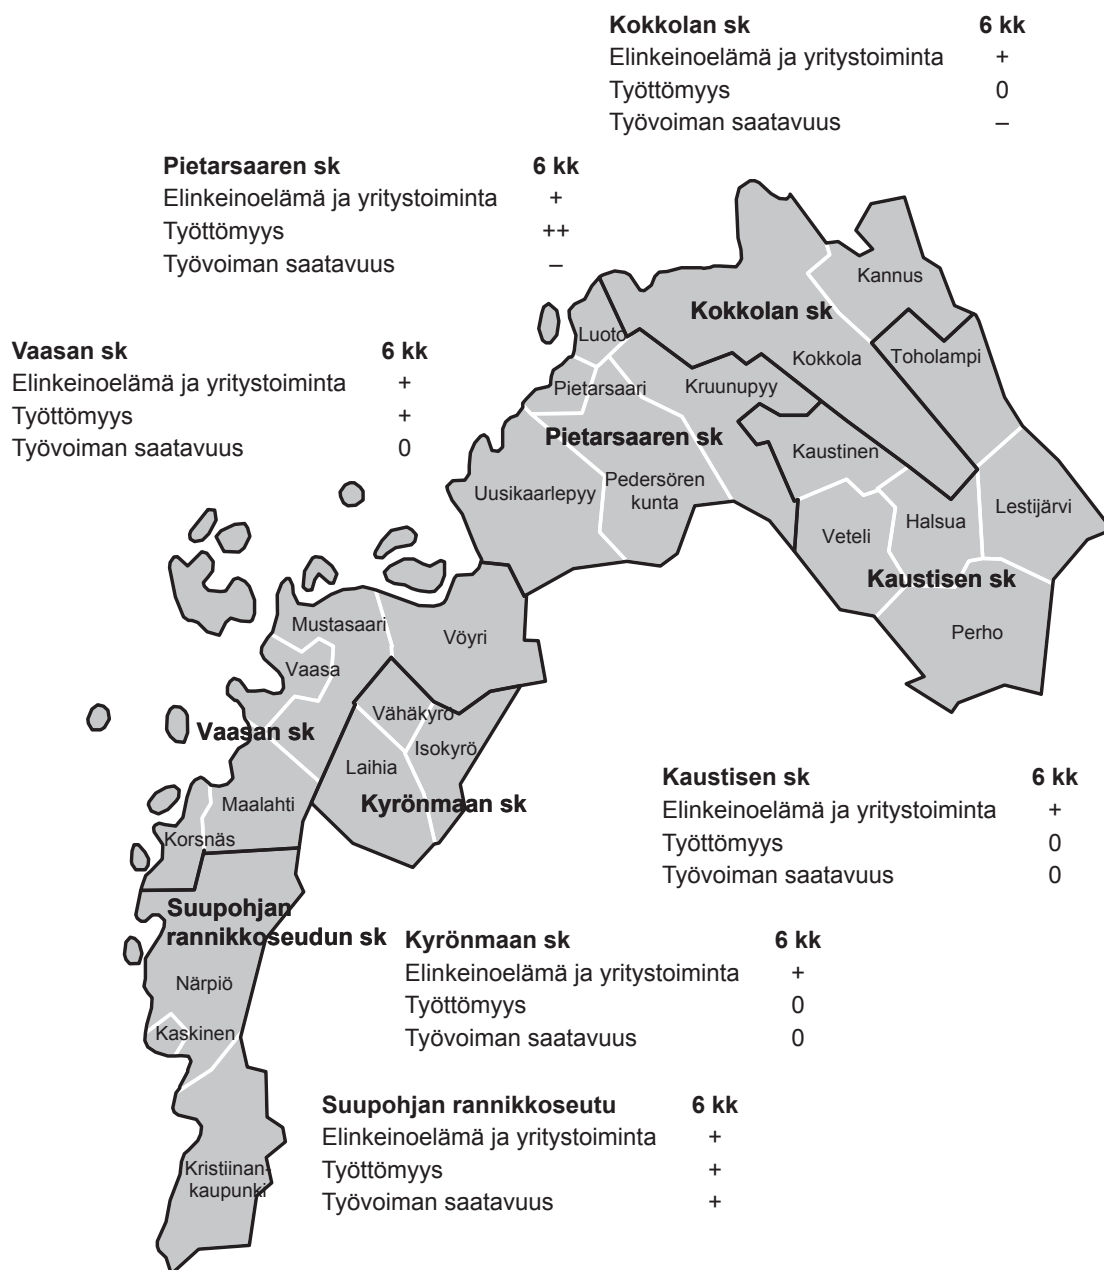 Kokkolan sk 6 kk
Elinkeinoelämä ja yritystoiminta +
Työttömyys 0
Työvoiman saatavuus –
Pietarsaaren sk 6 kk
Elinkeinoelämä ja yritystoiminta +
Työttömyys ++
Työvoiman saatavuus –
Vaasan sk 6 kk
Elinkeinoelämä ja yritystoiminta +
Työttömyys +
Työvoiman saatavuus 0
Kannus
Kokkolan sk
Luoto
Kokkola
Toholampi
Pietarsaari
Kruunupyy
Pietarsaaren sk
Kaustinen
Uusikaarlepyy
Pedersören
kunta
Lestijärvi
Halsua
Veteli
Kaustisen sk
Perho
Mustasaari
Vöyri
Vaasa
Vähäkyrö
Vaasan sk
Isokyrö
Laihia
Maalahti
Kyrönmaan sk
Korsnäs
Kaustisen sk 6 kk
Elinkeinoelämä ja yritystoiminta +
Työttömyys 0
Työvoiman saatavuus 0
Suupohjan
rannikkoseudun sk
Närpiö
Kaskinen
Kyrönmaan sk 6 kk
Elinkeinoelämä ja yritystoiminta +
Työttömyys 0
Työvoiman saatavuus 0
Suupohjan rannikkoseutu 6 kk
Elinkeinoelämä ja yritystoiminta +
Työttömyys +
Työvoiman saatavuus +
Kristiinan-
kaupunki